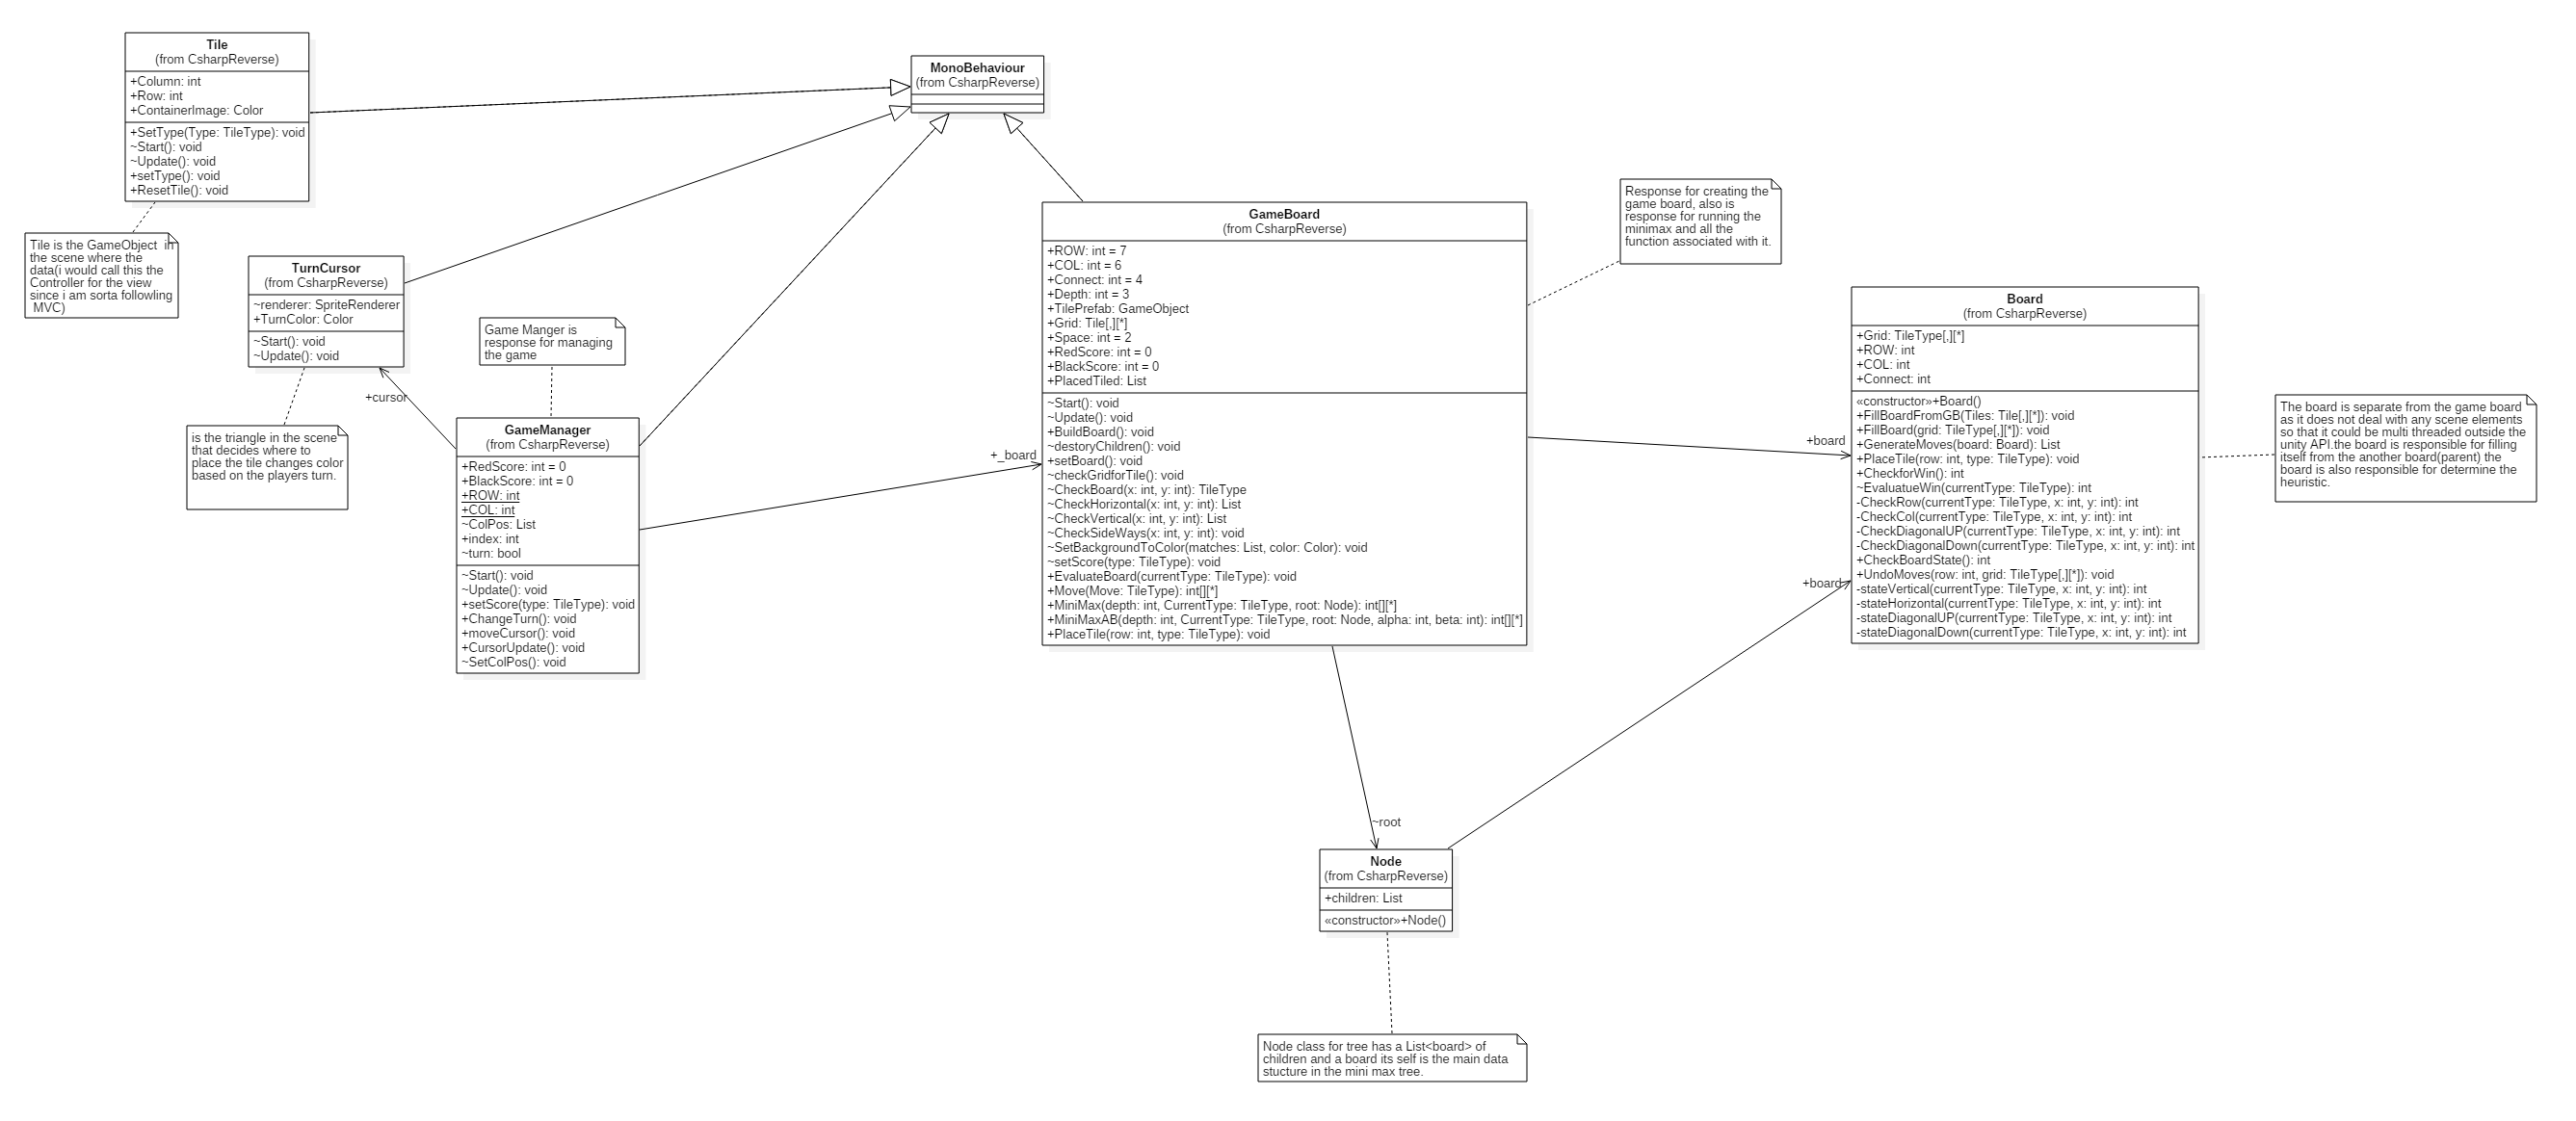 Tile
(from CsharpReverse)
+Column: int
+Row: int
+ContainerImage: Color
+SetType(Type: TileType): void
~Start(): void
~Update(): void
+setType(): void
+ResetTile(): void
Tile is the GameObject  in
the scene where the
data(i would call this the
Controller for the view
since i am sorta followling
MVC)
MonoBehaviour
(from CsharpReverse)
TurnCursor
(from CsharpReverse)
~renderer: SpriteRenderer
+TurnColor: Color
~Start(): void
~Update(): void
+cursor
is the triangle in the scene
that decides where to
place the tile changes color
based on the players turn.
Game Manger is
response for managing
the game
GameManager
(from CsharpReverse)
+RedScore: int = 0
+BlackScore: int = 0
+ROW: int
+COL: int
~ColPos: List
+index: int
~turn: bool
~Start(): void
~Update(): void
+setScore(type: TileType): void
+ChangeTurn(): void
+moveCursor(): void
+CursorUpdate(): void
~SetColPos(): void
+_board
GameBoard
(from CsharpReverse)
+ROW: int = 7
+COL: int = 6
+Connect: int = 4
+Depth: int = 3
+TilePrefab: GameObject
+Grid: Tile[,][*]
+Space: int = 2
+RedScore: int = 0
+BlackScore: int = 0
+PlacedTiled: List
~Start(): void
~Update(): void
+BuildBoard(): void
~destoryChildren(): void
+setBoard(): void
~checkGridforTile(): void
~CheckBoard(x: int, y: int): TileType
~CheckHorizontal(x: int, y: int): List
~CheckVertical(x: int, y: int): List
~CheckSideWays(x: int, y: int): void
~SetBackgroundToColor(matches: List, color: Color): void
~setScore(type: TileType): void
+EvaluateBoard(currentType: TileType): void
+Move(Move: TileType): int[][*]
+MiniMax(depth: int, CurrentType: TileType, root: Node): int[][*]
+MiniMaxAB(depth: int, CurrentType: TileType, root: Node, alpha: int, beta: int): int[][*]
+PlaceTile(row: int, type: TileType): void
Response for creating the
game board, also is
response for running the
minimax and all the
function associated with it.
+board
+board
Board
(from CsharpReverse)
+Grid: TileType[,][*]
+ROW: int
+COL: int
+Connect: int
«constructor»+Board()
+FillBoardFromGB(Tiles: Tile[,][*]): void
+FillBoard(grid: TileType[,][*]): void
+GenerateMoves(board: Board): List
+PlaceTile(row: int, type: TileType): void
+CheckforWin(): int
~EvaluatueWin(currentType: TileType): int
-CheckRow(currentType: TileType, x: int, y: int): int
-CheckCol(currentType: TileType, x: int, y: int): int
-CheckDiagonalUP(currentType: TileType, x: int, y: int): int
-CheckDiagonalDown(currentType: TileType, x: int, y: int): int
+CheckBoardState(): int
+UndoMoves(row: int, grid: TileType[,][*]): void
-stateVertical(currentType: TileType, x: int, y: int): int
-stateHorizontal(currentType: TileType, x: int, y: int): int
-stateDiagonalUP(currentType: TileType, x: int, y: int): int
-stateDiagonalDown(currentType: TileType, x: int, y: int): int
The board is separate from the game board
as it does not deal with any scene elements
so that it could be multi threaded outside the
unity API.the board is responsible for filling
itself from the another board(parent) the
board is also responsible for determine the
heuristic.
~root
Node
(from CsharpReverse)
+children: List
«constructor»+Node()
Node class for tree has a List<board> of
children and a board its self is the main data
stucture in the mini max tree.